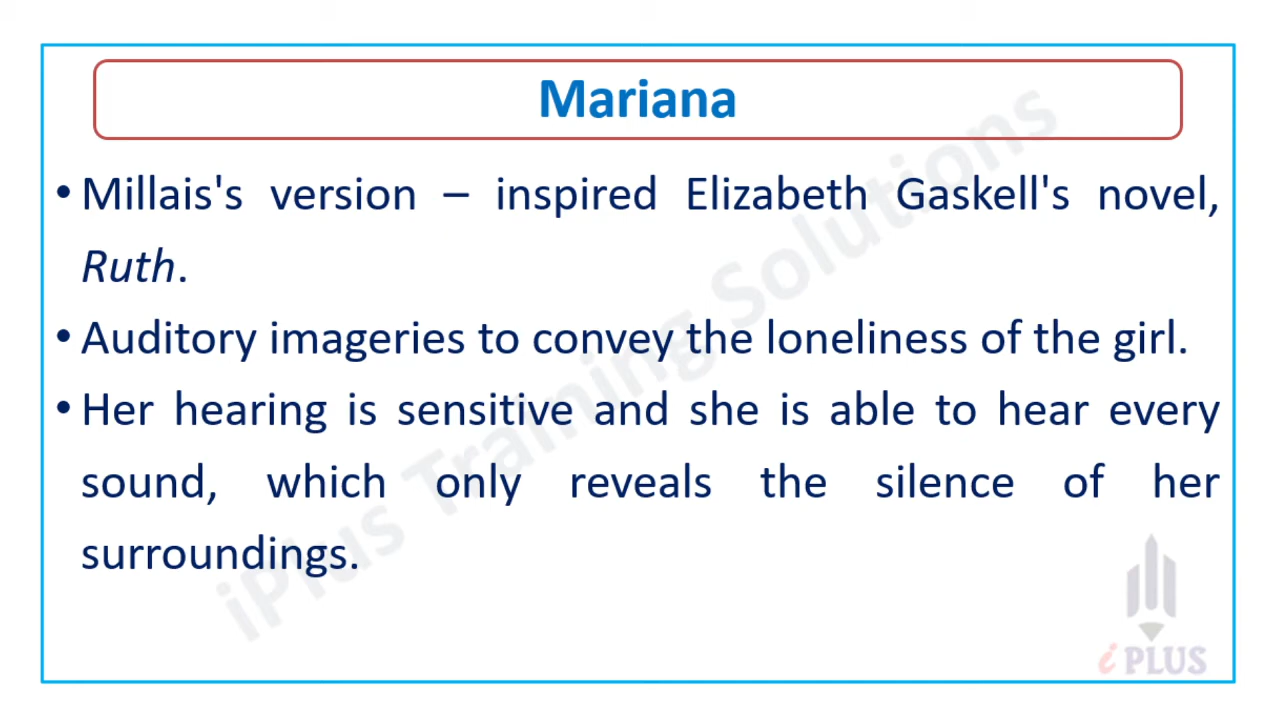 Mariana
• Millais's version – inspired Elizabeth Gaskell's novel,
Ruth.
• Auditory imageries to convey the loneliness of the girl.
• Her hearing is sensitive and she is able to hear every
sound, which only reveals the silence of her
surroundings.
iPlus Training Solutions
i PLUS